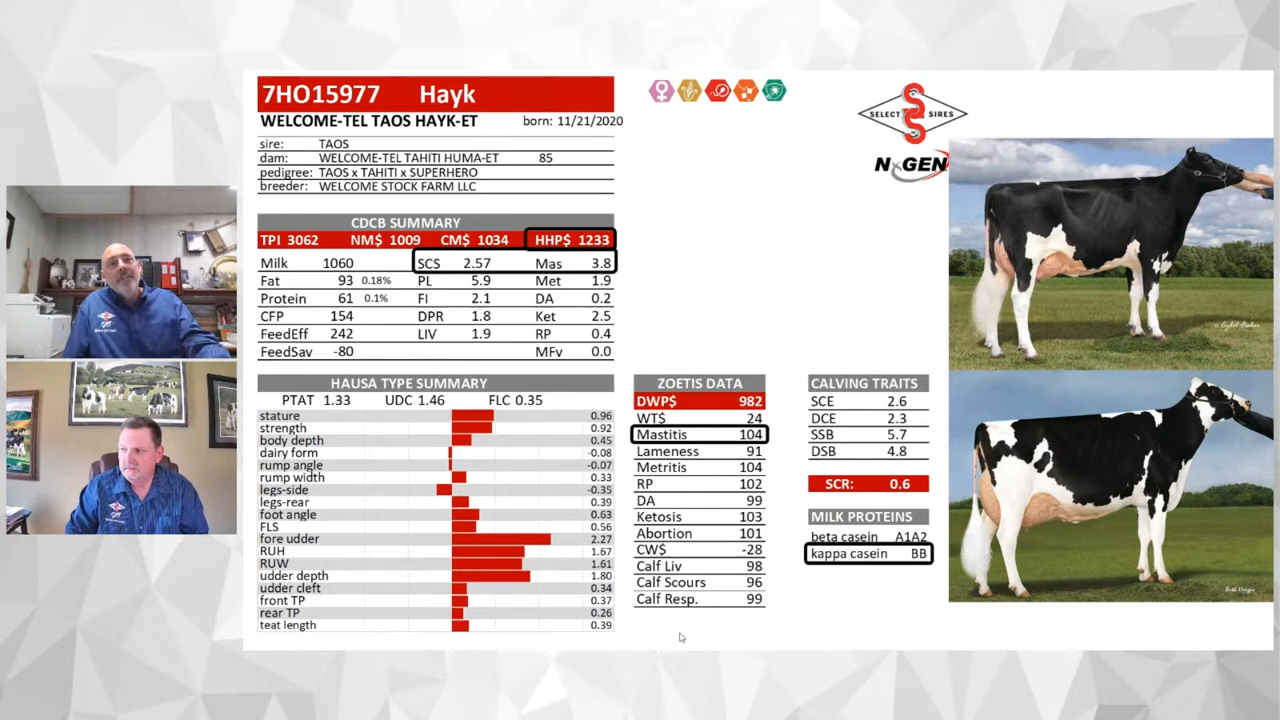 7HO15977 Hayk
WELCOME-TEL TAOS HAYK-ET born: 11/21/2020
sire: TAOS
dam: WELCOME-TEL TAHITI HUMA-ET 85
pedigree: TAOS x TAHITI x SUPERHERO
breeder: WELCOME STOCK FARM LLC
CDCB SUMMARY
TPI 3062 NM$ 1009 CM$ 1034 HHP$ 1233
Milk 1060 SCS 2.57 Mas 3.8
Fat 93 0.18% PL 5.9 Met 1.9
Protein 61 0.1% FI 2.1 DA 0.2
CFP 154 DPR 1.8 Ket 2.5
FeedEff 242 LIV 1.9 RP 0.4
FeedSav -80 MFv 0.0
HAUSA TYPE SUMMARY
PTAT 1.33 UDC 1.46 FLC 0.35
stature 0.96
strength 0.92
body depth 0.45
dairy form -0.08
rump angle -0.07
rump width 0.33
legs-side -0.35
legs-rear 0.39
foot angle 0.63
FLS 0.56
fore udder 2.27
RUH 1.67
RUW 1.61
udder depth 1.80
udder cleft 0.34
front TP 0.37
rear TP 0.26
teat length 0.39
ZOETIS DATA
DWP$ 982
WT$ 24
Mastitis 104
Lameness 91
Metritis 104
RP 102
DA 99
Ketosis 103
Abortion 101
CW$ -28
Calf Liv 98
Calf Scours 96
Calf Resp. 99
CALVING TRAITS
SCE 2.6
DCE 2.3
SSB 5.7
DSB 4.8
SCR: 0.6
MILK PROTEINS
beta casein A1A2
kappa casein BB
SELECT SIRES
NxGEN